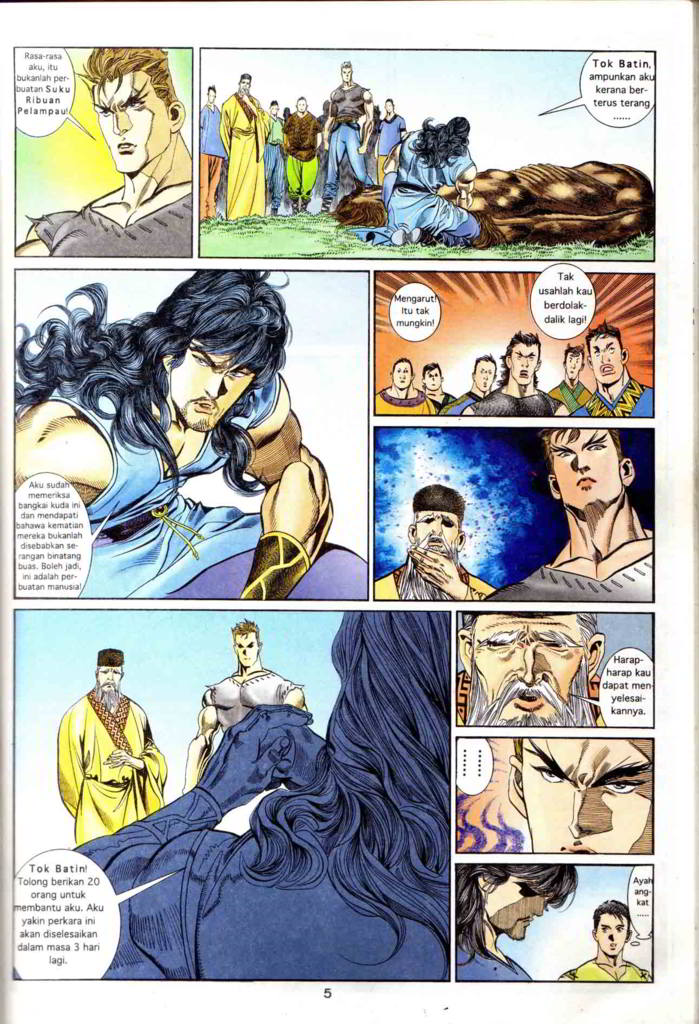 Rasa-rasa
aku, itu
bukanlah per-
buatan Suku
Ribuan
Pelampau!
Tok Batin,
ampunkan aku
kerana ber-
terus terang
......
Aku sudah
memeriksa
bangkai kuda ini
dan mendapati
bahawa kematian
mereka bukanlah
disebabkan se-
rangan binatang
buas. Boleh jadi,
ini adalah per-
buatan manusia!
Mengarut!
Itu tak
mungkin!
Tak
usahlah kau
berdolak-
dalik lagi!
Tok Batin!
Tolong berikan 20
orang untuk
membantu aku. Aku
yakin perkara ini
akan diselesaikan
dalam masa 3 hari
lagi.
Harap-
harap kau
dapat men-
yelesai-
kannya.
......
Ayah
ang-
kat
.....
5